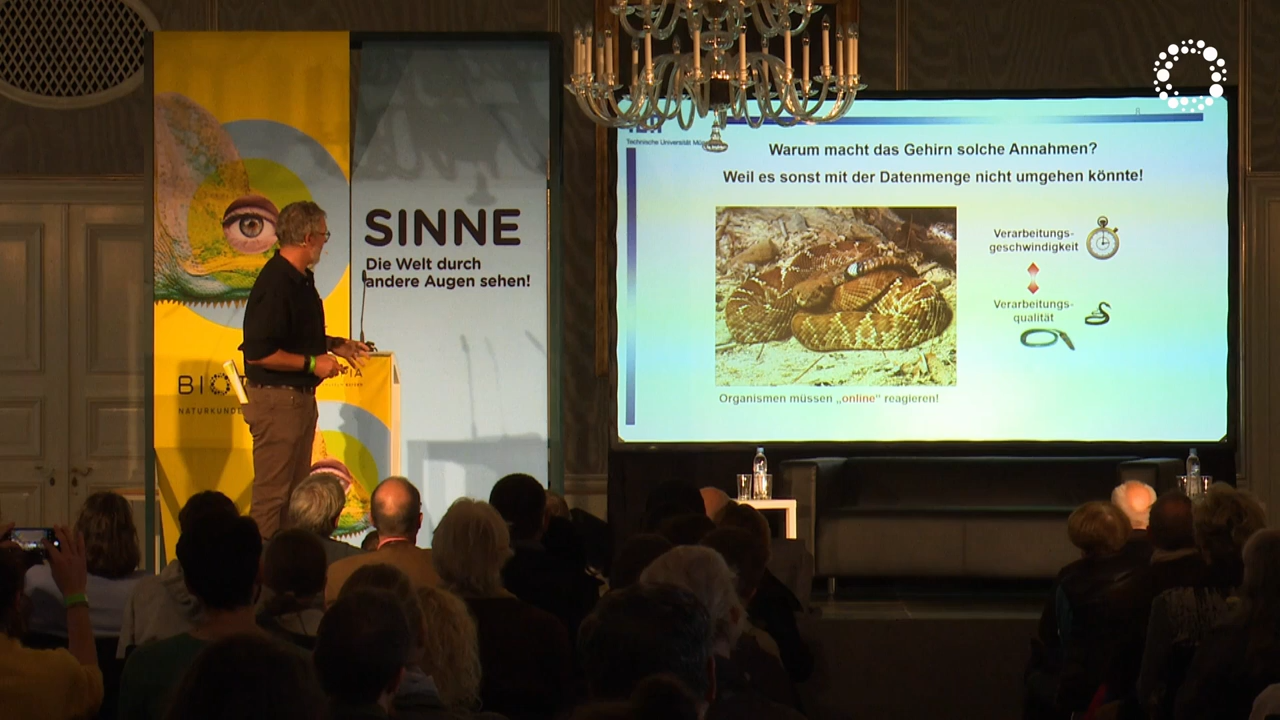 SINNE
Die Welt durch
andere Augen sehen!
NATURKUNDE
Technische Universität
8
Warum macht das Gehirn solche Annahmen?
Weil es sonst mit der Datenmenge nicht umgehen könnte!
Verarbeitungs-
geschwindigkeit
Verarbeitungs-
qualität
Organismen müssen „online“ reagieren!